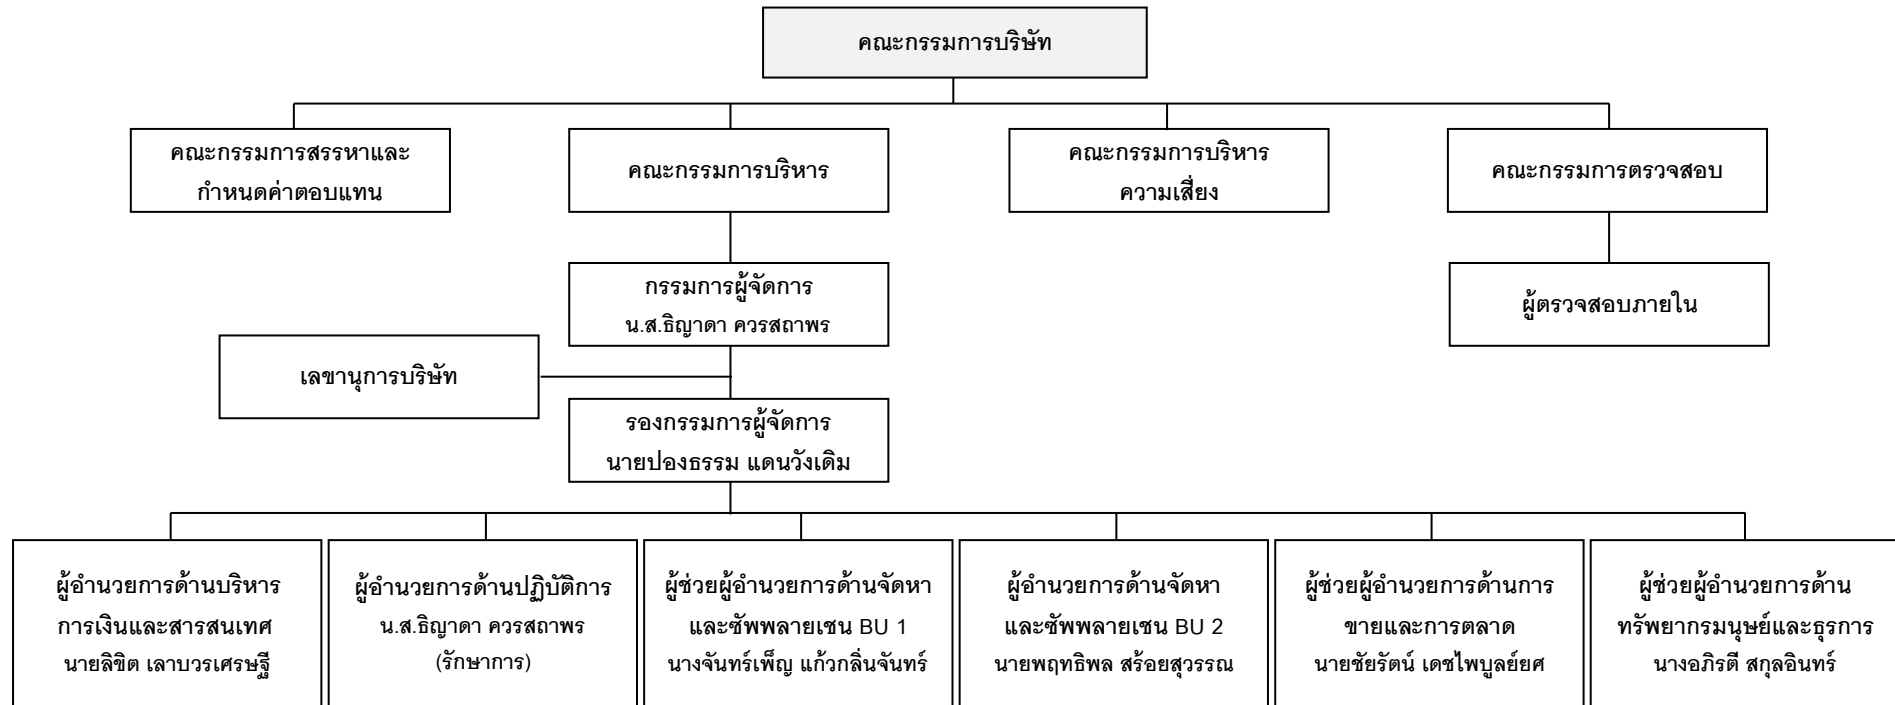 คณะกรรมการบริษัท
คณะกรรมการสรรหาและ
กำหนดค่าตอบแทน
คณะกรรมการบริหาร
คณะกรรมการบริหาร
ความเสี่ยง
คณะกรรมการตรวจสอบ
กรรมการผู้จัดการ
น.ส.ธิญาดา ควรสถาพร
ผู้ตรวจสอบภายใน
เลขานุการบริษัท
รองกรรมการผู้จัดการ
นายปองธรรม แดนวังเดิม
ผู้อำนวยการด้านบริหาร
การเงินและสารสนเทศ
นายลิขิต เลาบวรเศรษฐี
ผู้อำนวยการด้านปฏิบัติการ
น.ส.ธิญาดา ควรสถาพร
(รักษาการ)
ผู้ช่วยผู้อำนวยการด้านจัดหา
และซัพพลายเชน BU 1
นางจันทร์เพ็ญ แก้วกลิ่นจันทร์
ผู้อำนวยการด้านจัดหา
และซัพพลายเชน BU 2
นายพฤทธิพล สร้อยสุวรรณ
ผู้ช่วยผู้อำนวยการด้านการ
ขายและการตลาด
นายชัยรัตน์ เดชไพบูลย์ยศ
ผู้ช่วยผู้อำนวยการด้าน
ทรัพยากรมนุษย์และธุรการ
นางอภิรตี สกุลอินทร์